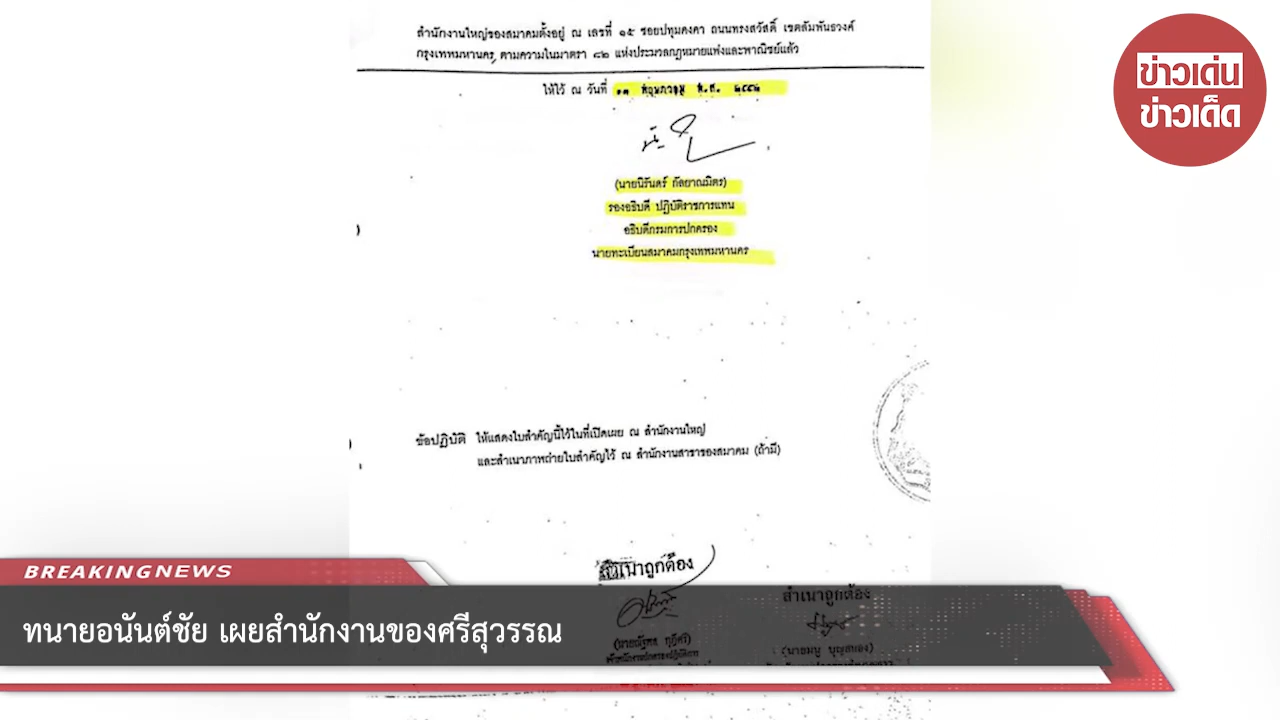 สำนักงานใหญ่ของสมาคมตั้งอยู่ ณ เลขที่ ๑๕ ซอยปทุมคงคา ถนนทรงสวัสดิ์ เขตสัมพันธวงศ์
กรุงเทพมหานคร, ตามความในมาตรา ๘๒ แห่งประมวลกฎหมายแพ่งและพาณิชย์แล้ว
ให้ไว้ ณ วันที่ ๑๓ พฤษภาคม พ.ศ. ๒๕๕๒
(นายนิรันดร์ กัลยาณมิตร)
รองอธิบดี ปฏิบัติราชการแทน
อธิบดีกรมการปกครอง
นายทะเบียนสมาคมกรุงเทพมหานคร
ข้อปฏิบัติ ให้แสดงใบสำคัญนี้ไว้ในที่เปิดเผย ณ สำนักงานใหญ่
และสำเนาภาพถ่ายใบสำคัญไว้ ณ สำนักงานสาขาของสมาคม (ถ้ามี)
สำเนาถูกต้อง
สำเนาถูกต้อง
ข่าวเด่น
ข่าวเด็ด
BREAKING NEWS
ทนายอนันต์ชัย เผยสำนักงานของศรีสุวรรณ